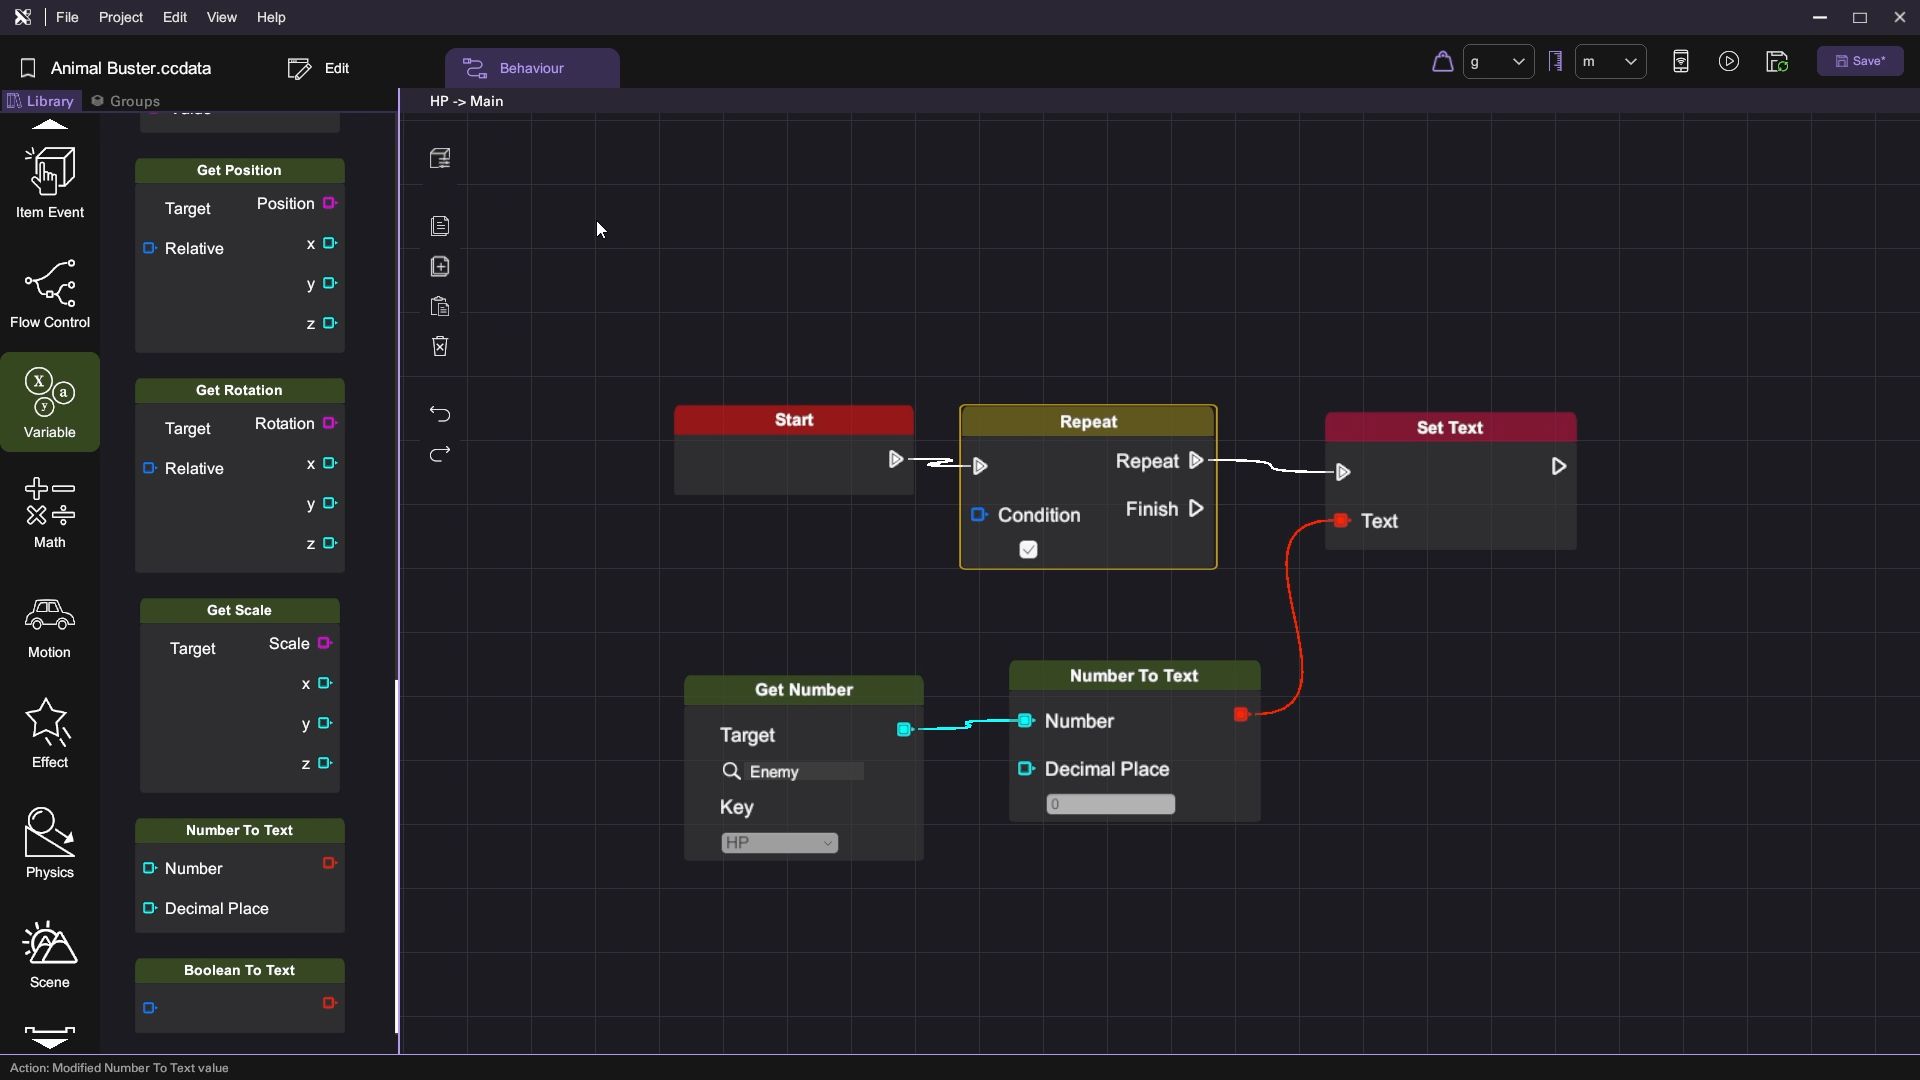 File Project Edit View Help
Animal Buster.ccdata
Edit
Behaviour
g
m
Save*
Library
Groups
HP -> Main
Item Event
Flow Control
Variable
Math
Motion
Effect
Physics
Scene
Get Position
Target
Position
Relative
x
y
z
Get Rotation
Target
Rotation
Relative
x
y
z
Get Scale
Target
Scale
x
y
z
Number To Text
Number
Decimal Place
Boolean To Text
Start
Repeat
Repeat
Condition
Finish
Set Text
Text
Get Number
Target
Enemy
Key
HP
Number To Text
Number
Decimal Place
0
Action: Modified Number To Text value